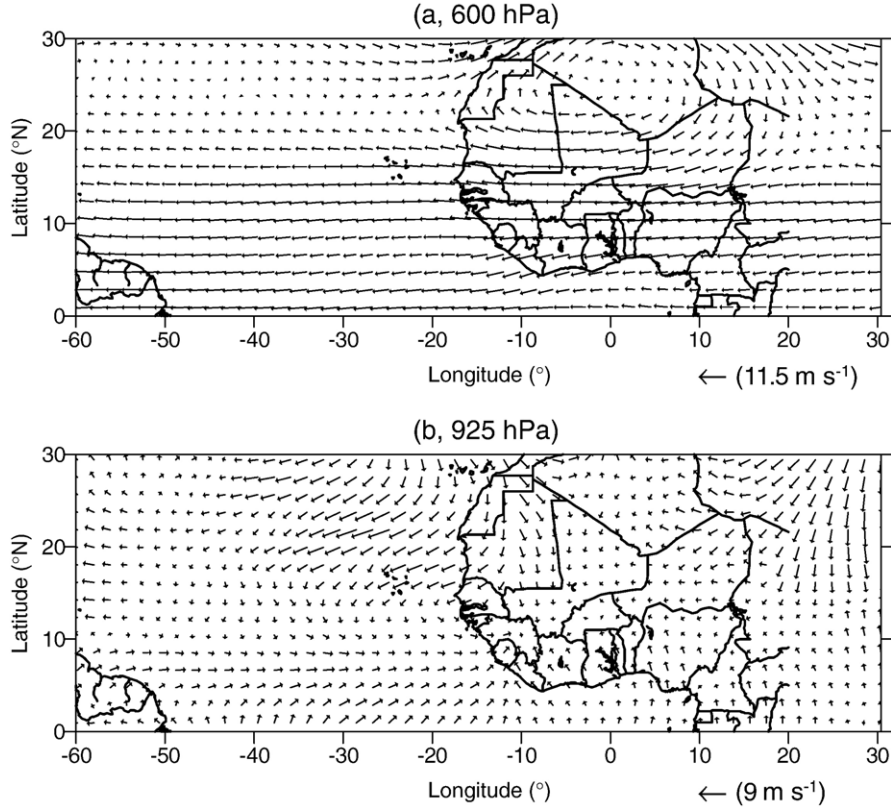 (a, 600 hPa)
30
20
10
0
Latitude (°N)
-60 -50 -40 -30 -20 -10 0 10 20 30
Longitude (°)
← (11.5 m s⁻¹)
(b, 925 hPa)
30
20
10
0
Latitude (°N)
-60 -50 -40 -30 -20 -10 0 10 20 30
Longitude (°)
← (9 m s⁻¹)